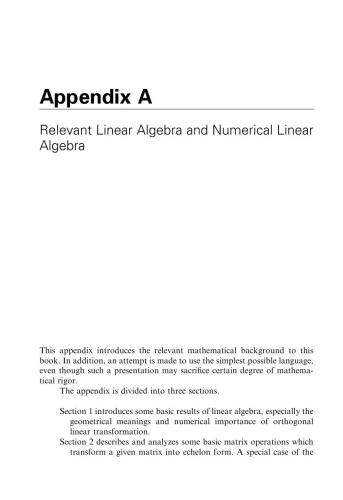 Appendix A
Relevant Linear Algebra and Numerical Linear
Algebra
This appendix introduces the relevant mathematical background to this
book. In addition, an attempt is made to use the simplest possible language,
even though such a presentation may sacrifice certain degree of mathema-
tical rigor.
The appendix is divided into three sections.
Section 1 introduces some basic results of linear algebra, especially the
geometrical meanings and numerical importance of orthogonal
linear transformation.
Section 2 describes and analyzes some basic matrix operations which
transform a given matrix into echelon form. A special case of the